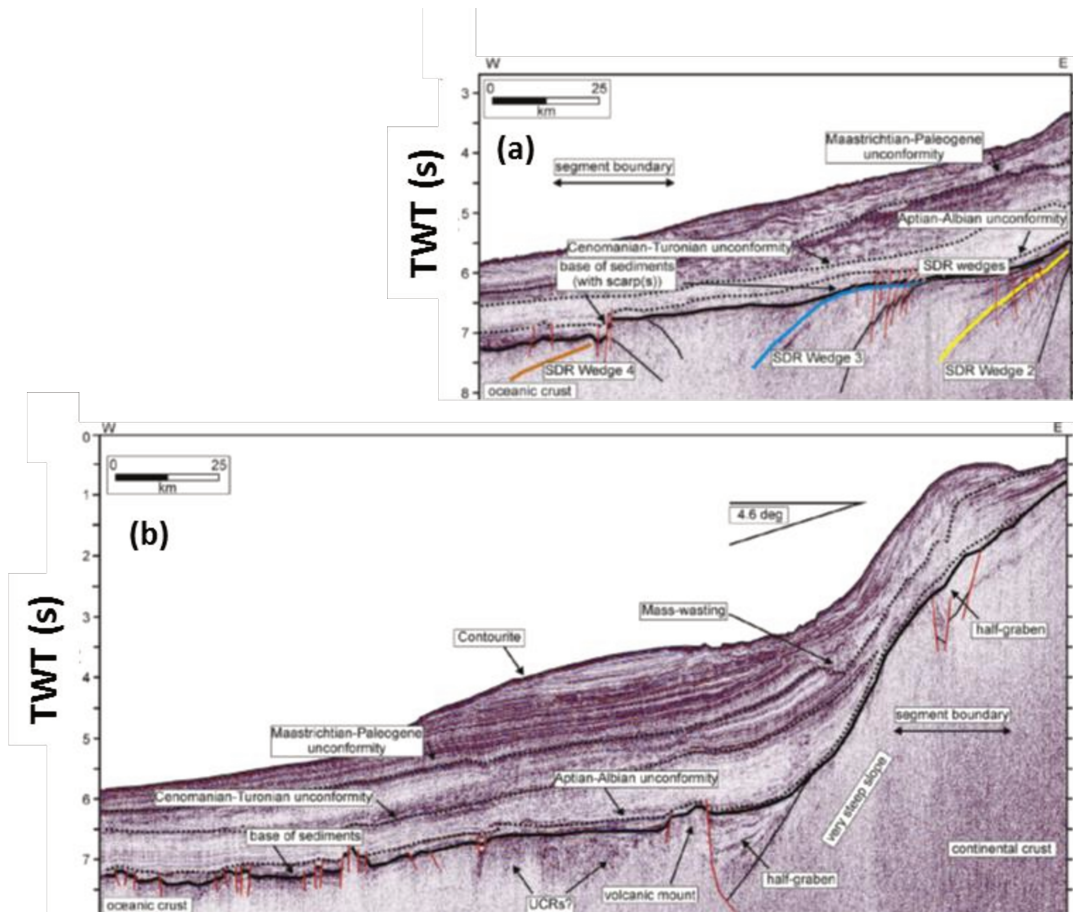 W
E
0
25
km
(a)
3
4
5
6
7
8
TWT (s)
segment boundary
Maastrichtian-Paleogene
unconformity
Aptian-Albian unconformity
Cenomanian-Turonian unconformity
base of sediments
(with scarp(s))
SDR wedges
SDR Wedge 4
SDR Wedge 3
SDR Wedge 2
oceanic crust
W
E
0
25
km
(b)
0
1
2
3
4
5
6
7
TWT (s)
4.6 deg
Mass-wasting
Contourite
half-graben
segment boundary
Maastrichtian-Paleogene
unconformity
Aptian-Albian unconformity
Cenomanian-Turonian unconformity
very steep slope
base of sediments
continental crust
half-graben
volcanic mount
UCRs?
oceanic crust